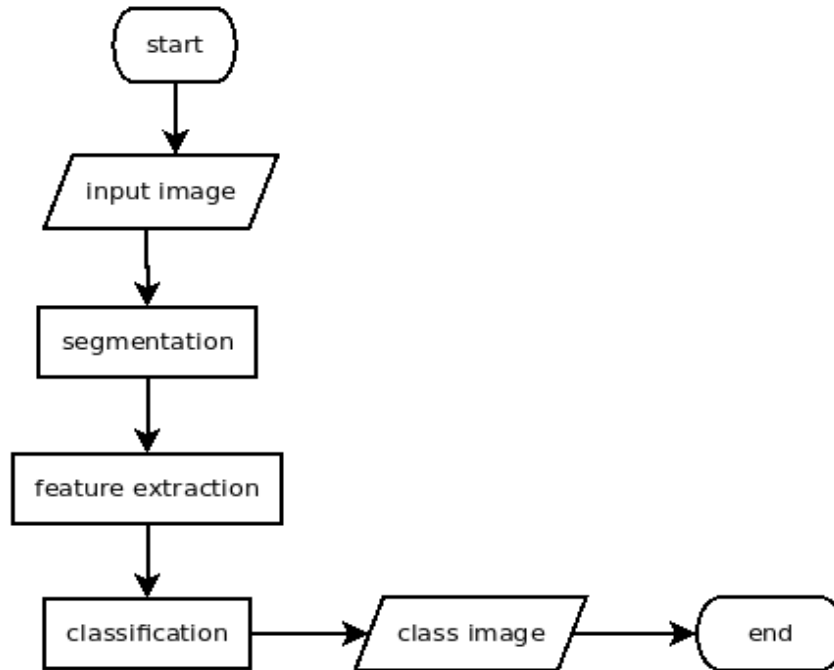 start
input image
segmentation
feature extraction
classification
class image
end